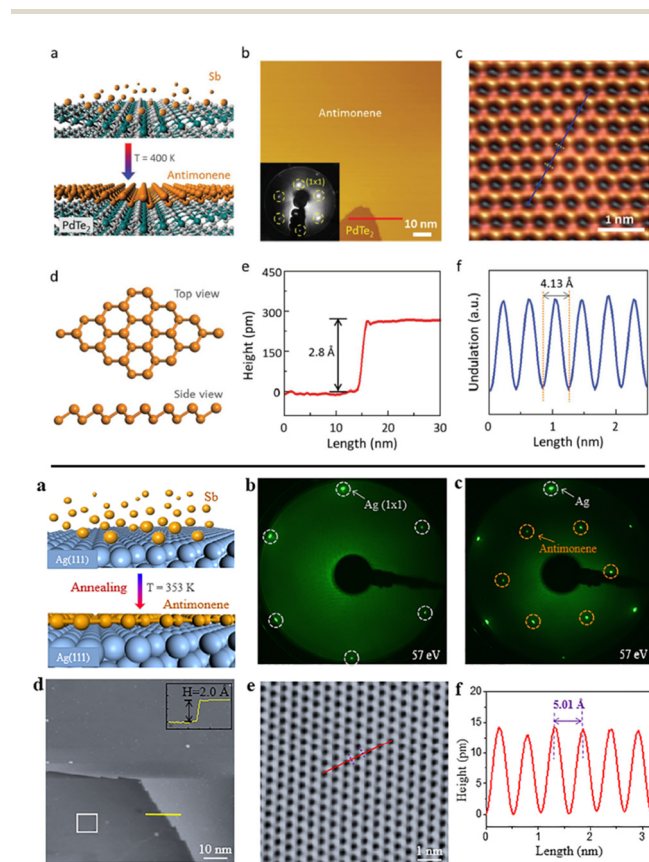 a
Sb
T = 400 K
Antimonene
PdTe₂
b
Antimonene
(1x1)
PdTe₂
10 nm
c
1 nm
d
Top view
Side view
e
450
300
150
0
Height (pm)
2.8 Å
0 10 20 30
Length (nm)
f
Undulation (a.u.)
4.13 Å
0 1 2
Length (nm)
a
Sb
Ag(111)
Annealing
T = 353 K
Antimonene
Ag(111)
b
Ag (1x1)
57 eV
c
Ag
Antimonene
57 eV
d
H=2.0 Å
10 nm
e
1nm
f
20
15
10
5
0
Height (pm)
5.01 Å
0 1 2 3
Length (nm)